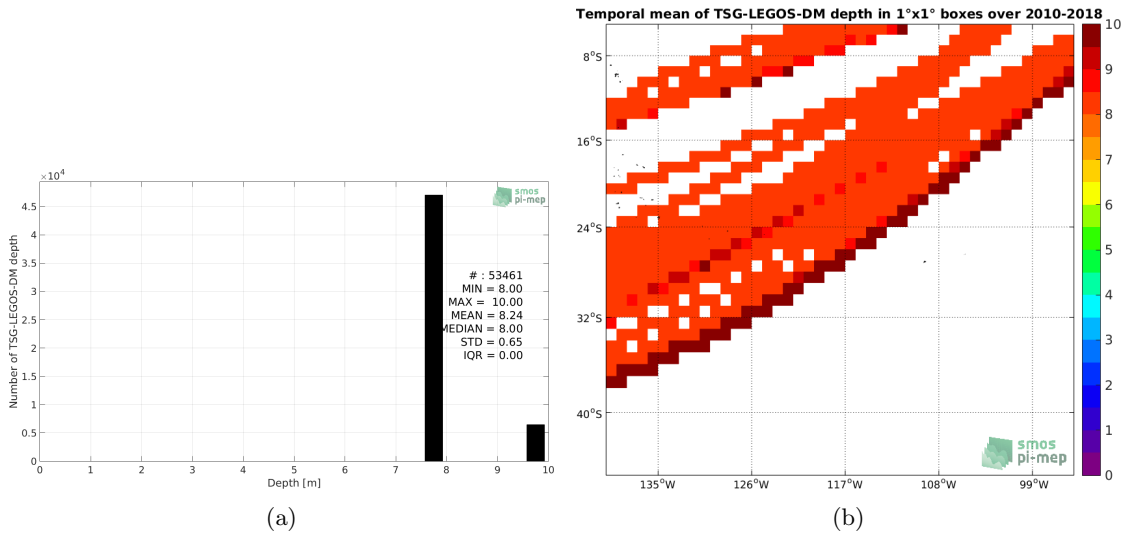 Temporal mean of TSG-LEGOS-DM depth in 1°x1° boxes over 2010-2018
×10⁴
4.5
4
3.5
3
2.5
2
1.5
1
0.5
0
Number of TSG-LEGOS-DM depth
smos
pi-mep
# : 53461
MIN = 8.00
MAX = 10.00
MEAN = 8.24
MEDIAN = 8.00
STD = 0.65
IQR = 0.00
0 1 2 3 4 5 6 7 8 9 10
Depth [m]
(a)
8°S
16°S
24°S
32°S
40°S
135°W 126°W 117°W 108°W 99°W
smos
pi-mep
10
9
8
7
6
5
4
3
2
1
0
(b)